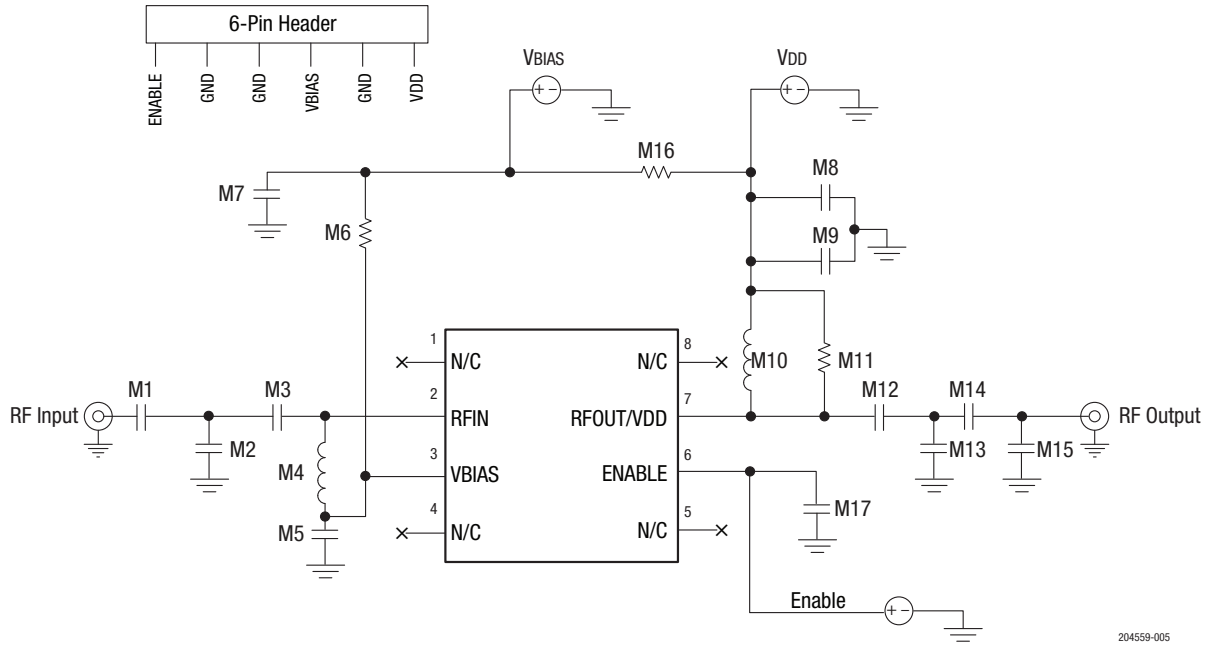 6-Pin Header
ENABLE
GND
GND
VBIAS
GND
VDD
VBIAS
VDD
+ -
+ -
M16
M8
M7
M6
M9
1
N/C
8
N/C
M10
M11
M1
M3
2
M12
M14
RF Input
RFIN
RFOUT/VDD
7
RF Output
M2
M4
3
VBIAS
ENABLE
6
M13
M15
M5
4
N/C
N/C
5
M17
Enable
+ -
204559-005